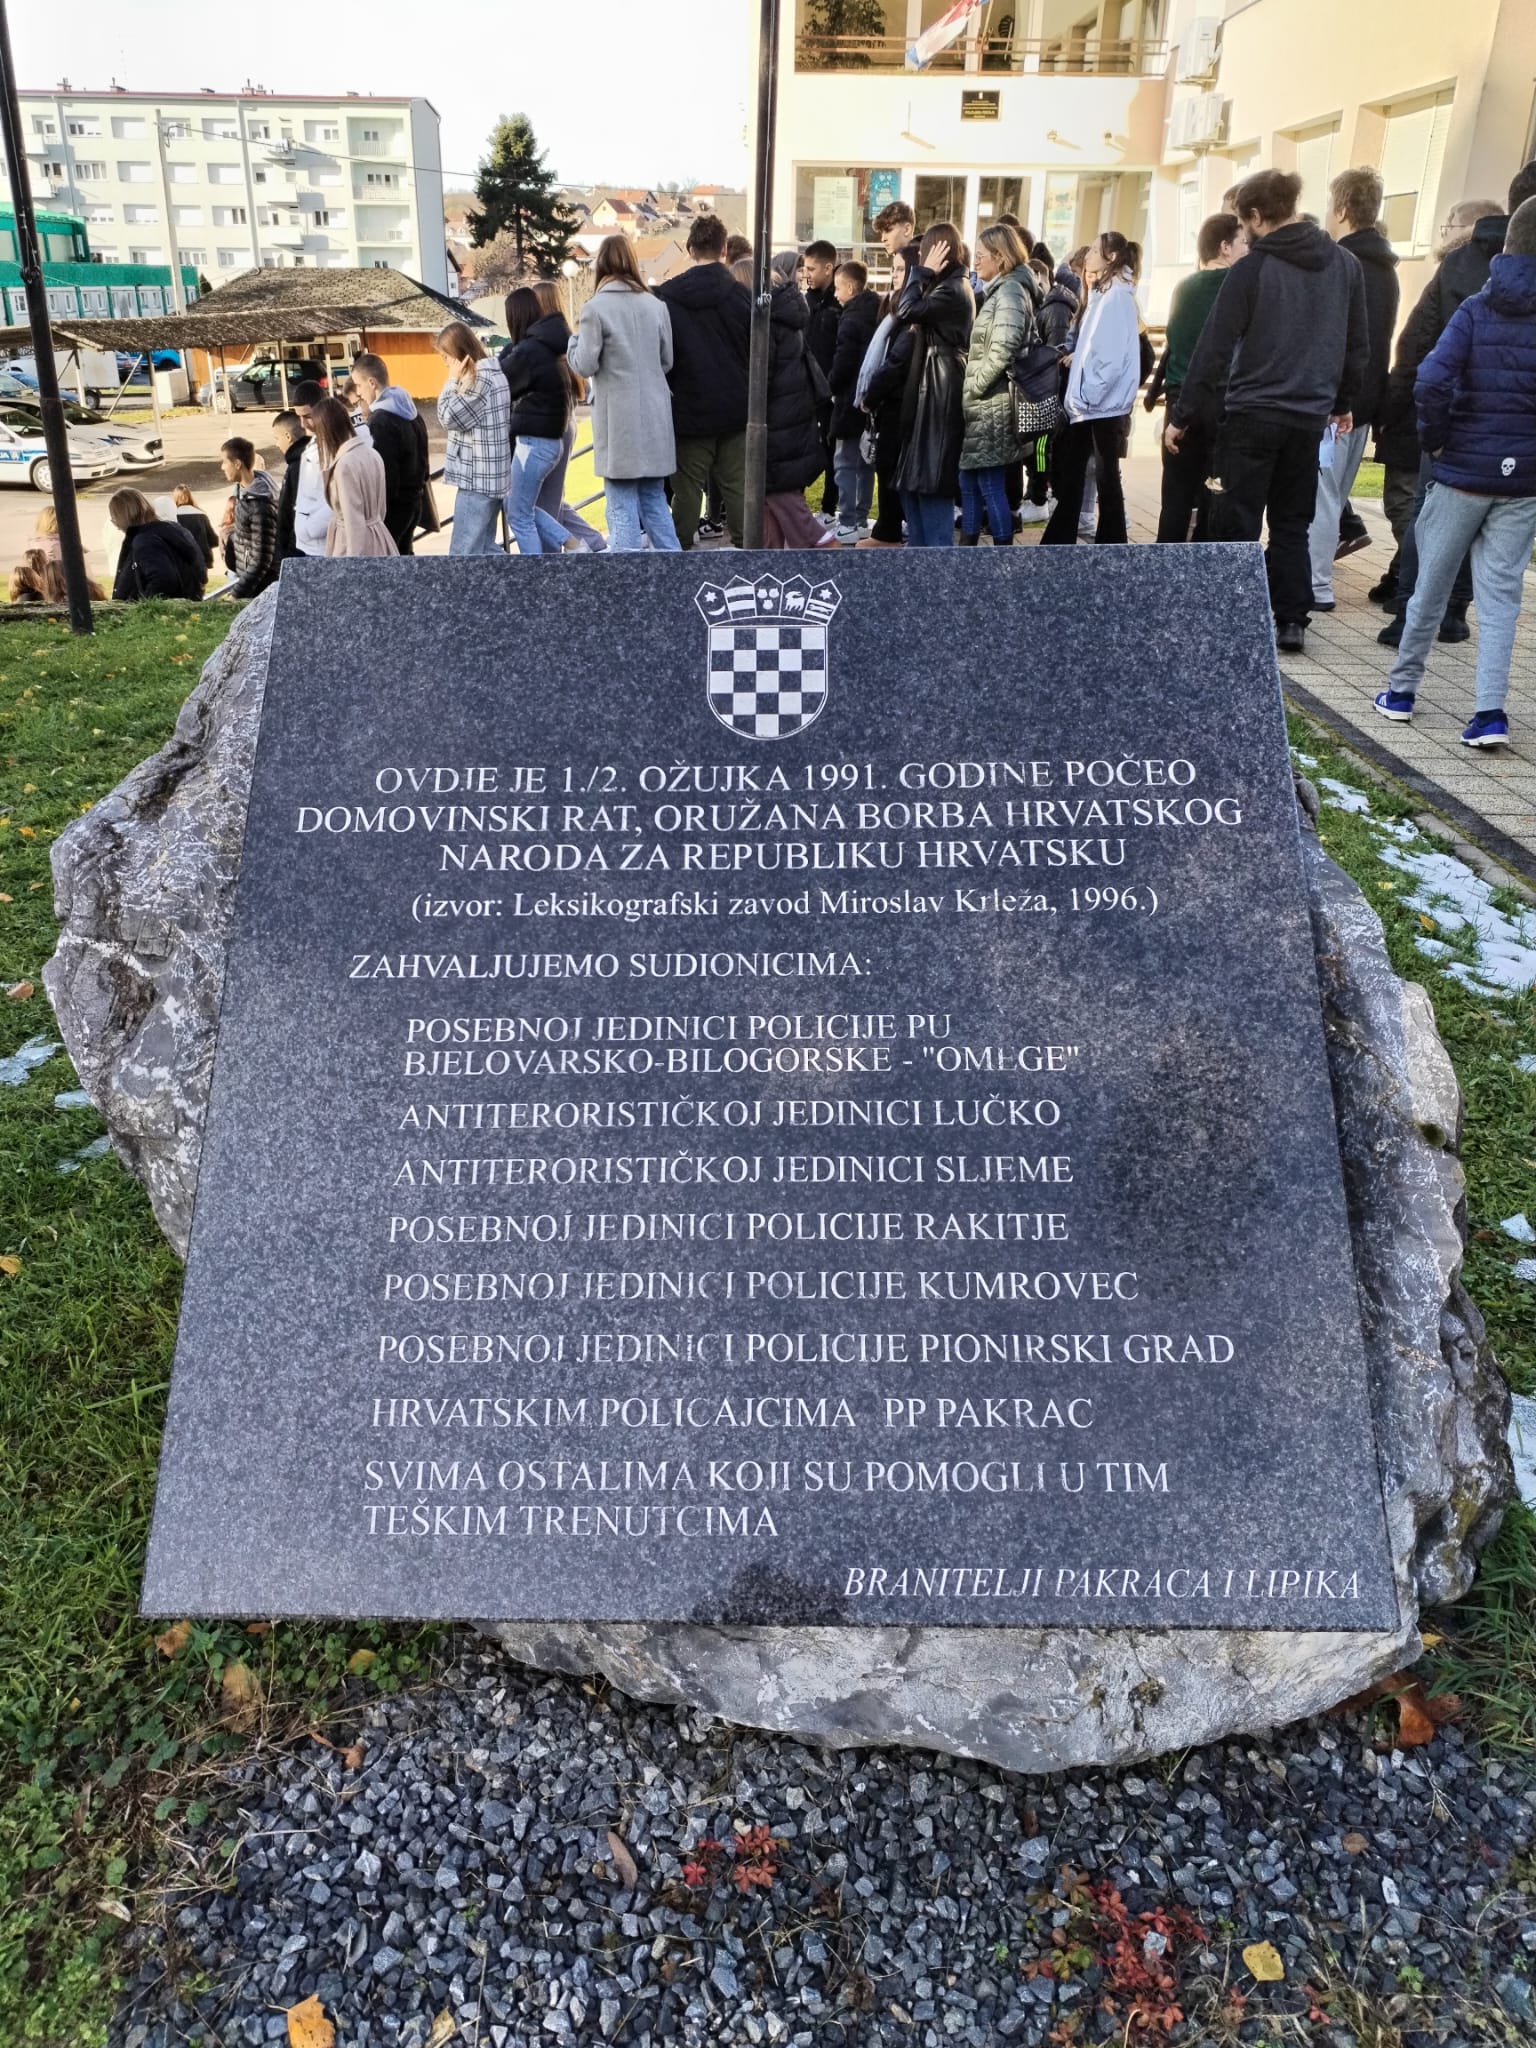 OVDJE JE 1./2. OŽUJKA 1991. GODINE POČEO
DOMOVINSKI RAT, ORUŽANA BORBA HRVATSKOG
NARODA ZA REPUBLIKU HRVATSKU
(izvor: Leksikografski zavod Miroslav Krleža, 1996.)
ZAHVALJUJEMO SUDIONICIMA:
POSEBNOJ JEDINICI POLICIJE PU
BJELOVARSKO-BILOGORSKE - "OMEGE"
ANTITERORISTIČKOJ JEDINICI LUČKO
ANTITERORISTIČKOJ JEDINICI SLJEME
POSEBNOJ JEDINICI POLICIJE RAKITJE
POSEBNOJ JEDINICI POLICIJE KUMROVEC
POSEBNOJ JEDINICI POLICIJE PIONIRSKI GRAD
HRVATSKIM POLICAJCIMA PP PAKRAC
SVIMA OSTALIMA KOJI SU POMOGLI U TIM
TEŠKIM TRENUTCIMA
BRANITELJI PAKRACA I LIPIKA